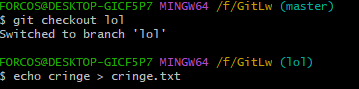 FORCOS@DESKTOP-GICF5P7 MINGW64 /f/GitLw (master)
$ git checkout lol
Switched to branch 'lol'
FORCOS@DESKTOP-GICF5P7 MINGW64 /f/GitLw (lol)
$ echo cringe > cringe.txt